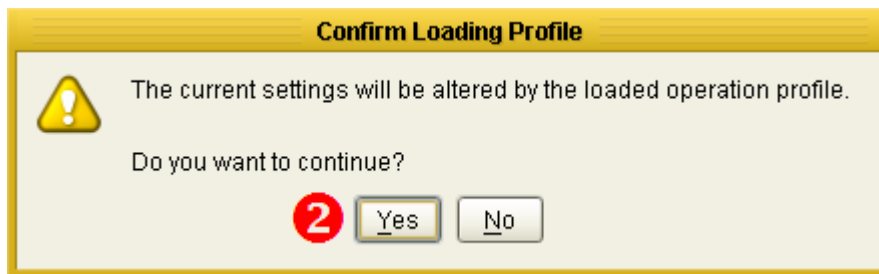 Confirm Loading Profile
The current settings will be altered by the loaded operation profile.
Do you want to continue?
2 Yes No